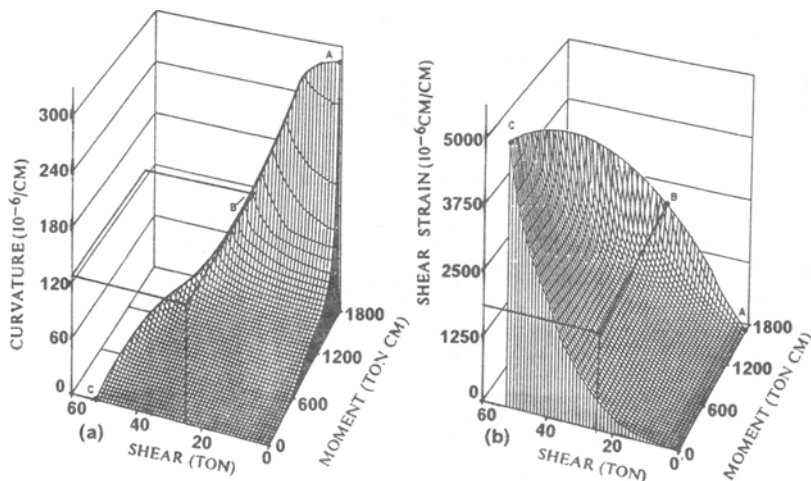 CURVATURE (10⁻⁶/CM)
300
240
180
120
60
0
A
B
C
60
40
20
0
0
600
1200
1800
(a)
SHEAR (TON)
MOMENT (TON CM)
SHEAR STRAIN (10⁻⁶CM/CM)
5000
3750
2500
1250
0
C
B
A
60
40
20
0
0
600
1200
1800
(b)
SHEAR (TON)
MOMENT (TON CM)